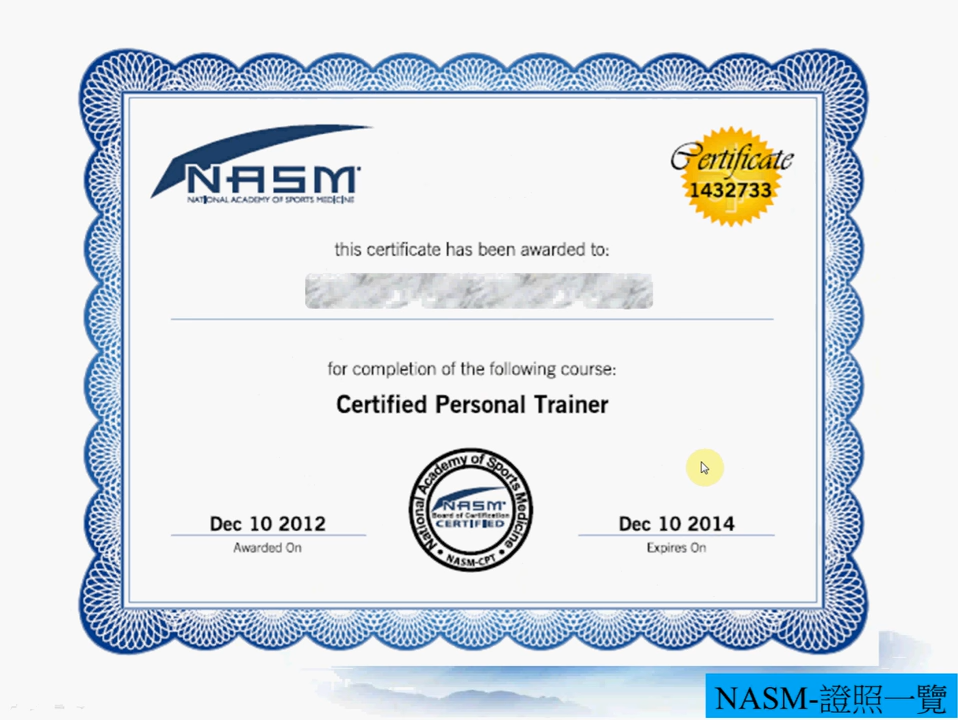 NASM
NATIONAL ACADEMY OF SPORTS MEDICINE
Certificate
1432733
this certificate has been awarded to:
for completion of the following course:
Certified Personal Trainer
National Academy of Sports Medicine
NASM
Board of Certification
CERTIFIED
• NASM-CPT •
Dec 10 2012
Awarded On
Dec 10 2014
Expires On
NASM-證照一覽